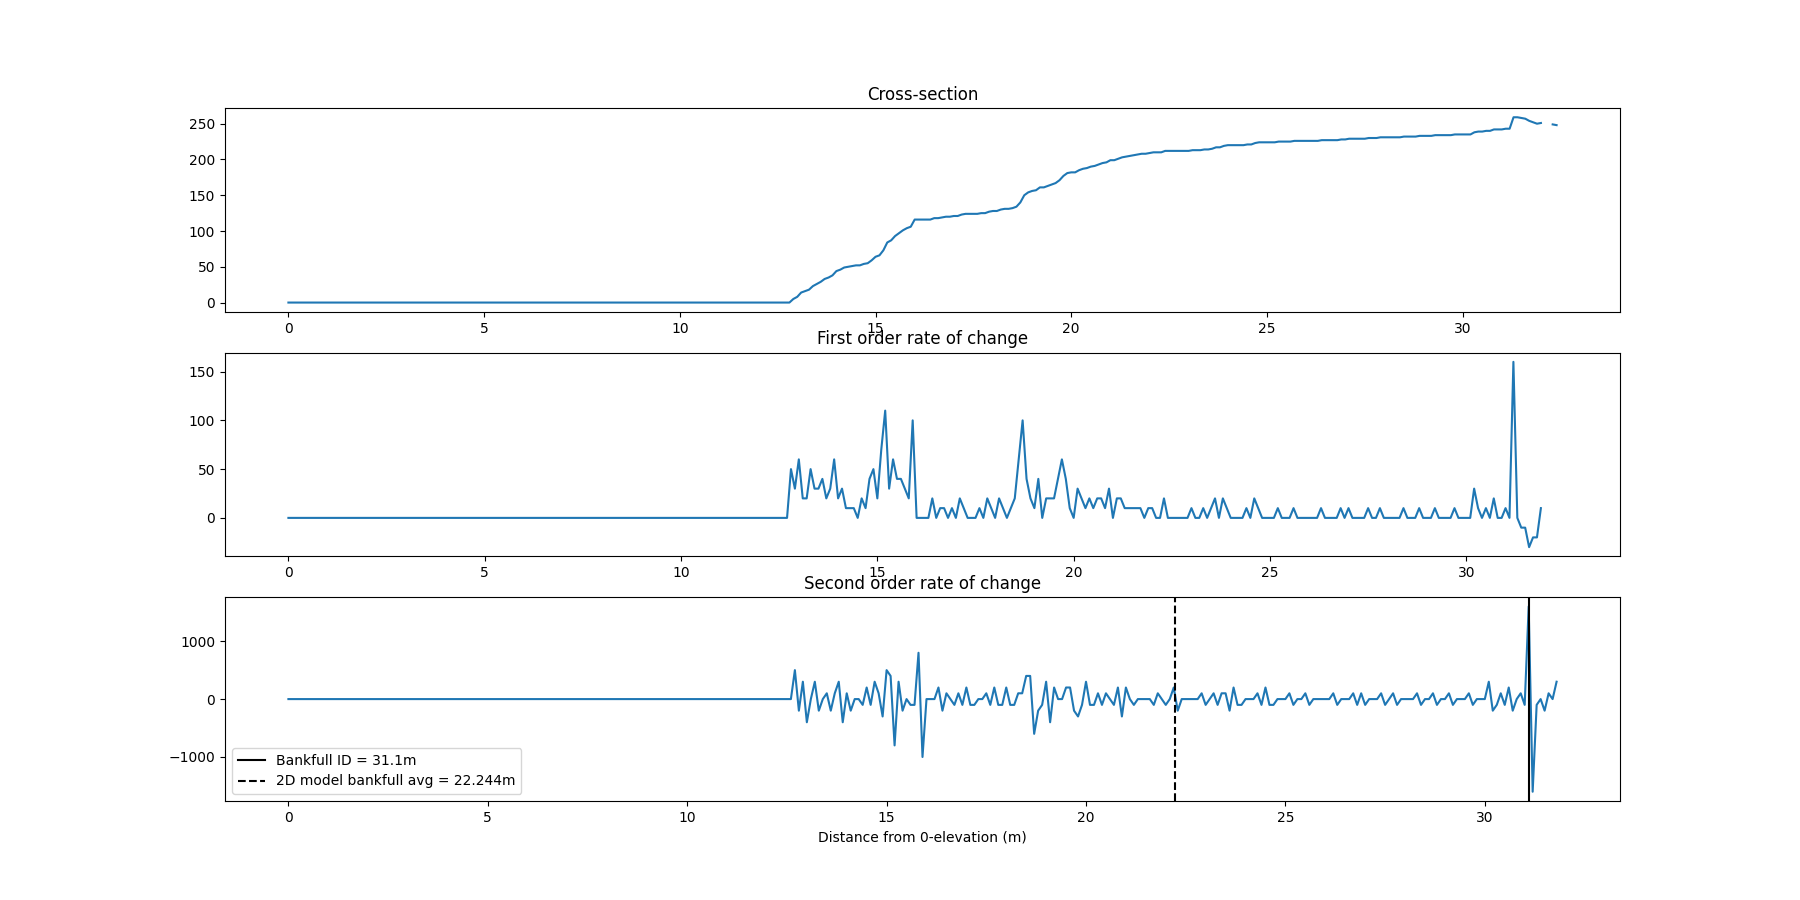 Cross-section
250
200
150
100
50
0
0 5 10 15 20 25 30
First order rate of change
150
100
50
0
0 5 10 15 20 25 30
Second order rate of change
1000
0
−1000
Bankfull ID = 31.1m
2D model bankfull avg = 22.244m
0 5 10 15 20 25 30
Distance from 0-elevation (m)